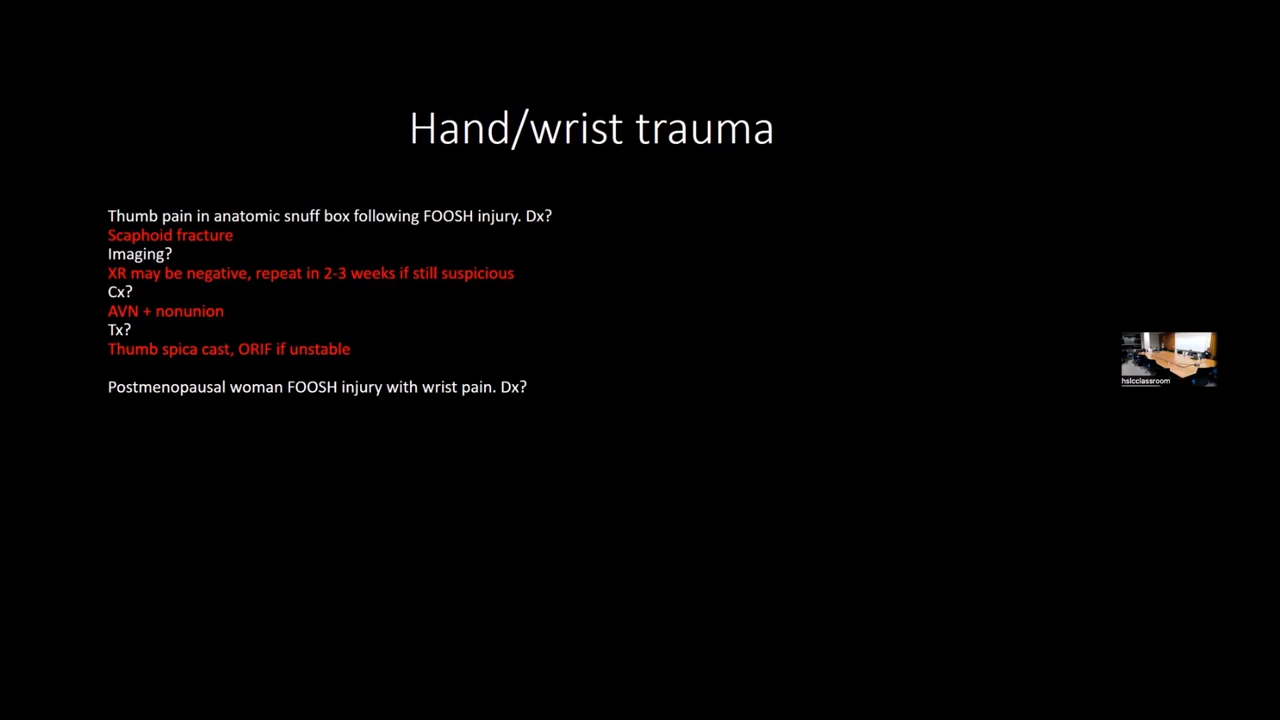 Hand/wrist trauma
Thumb pain in anatomic snuff box following FOOSH injury. Dx?
Scaphoid fracture
Imaging?
XR may be negative, repeat in 2-3 weeks if still suspicious
Cx?
AVN + nonunion
Tx?
Thumb spica cast, ORIF if unstable
Postmenopausal woman FOOSH injury with wrist pain. Dx?
hslcclassroom